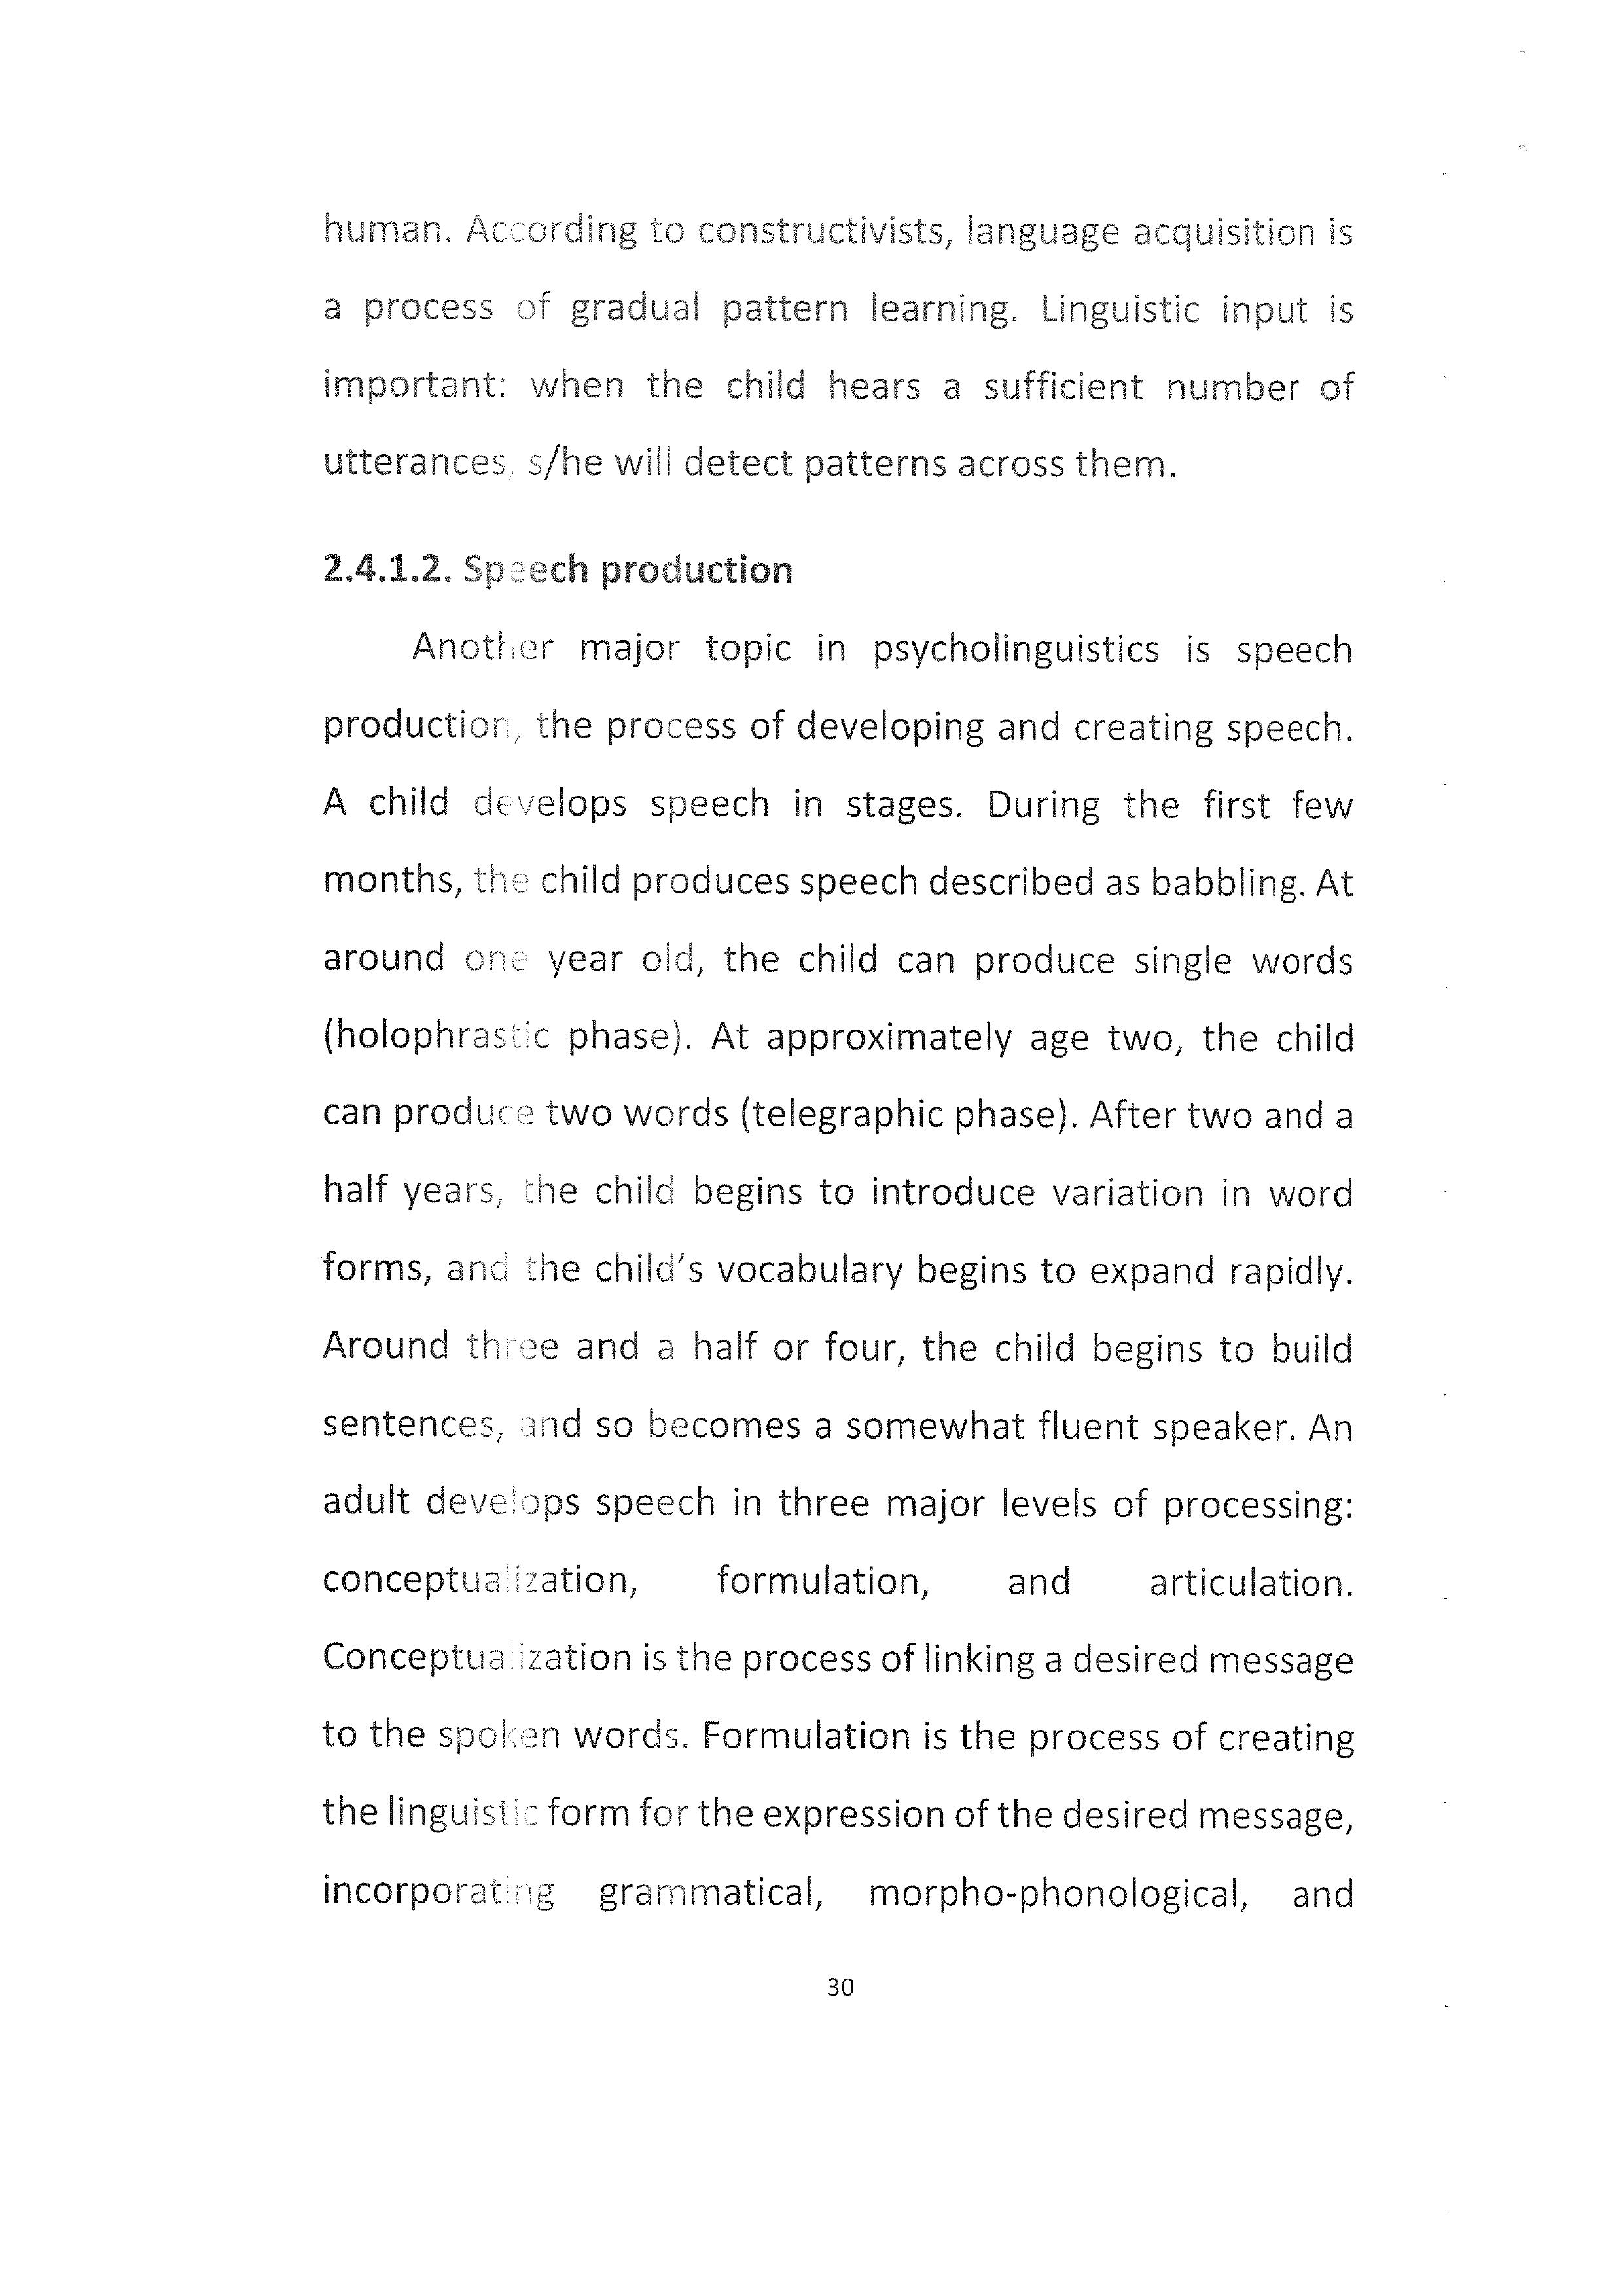 human. According to constructivists, language acquisition is
a process of gradual pattern learning. Linguistic input is
important: when the child hears a sufficient number of
utterances, s/he will detect patterns across them.
2.4.1.2. Speech production
Another major topic in psycholinguistics is speech
production, the process of developing and creating speech.
A child develops speech in stages. During the first few
months, the child produces speech described as babbling. At
around one year old, the child can produce single words
(holophrastic phase). At approximately age two, the child
can produce two words (telegraphic phase). After two and a
half years, the child begins to introduce variation in word
forms, and the child's vocabulary begins to expand rapidly.
Around three and a half or four, the child begins to build
sentences, and so becomes a somewhat fluent speaker. An
adult develops speech in three major levels of processing:
conceptualization, formulation, and articulation.
Conceptualization is the process of linking a desired message
to the spoken words. Formulation is the process of creating
the linguistic form for the expression of the desired message,
incorporating grammatical, morpho-phonological, and
30